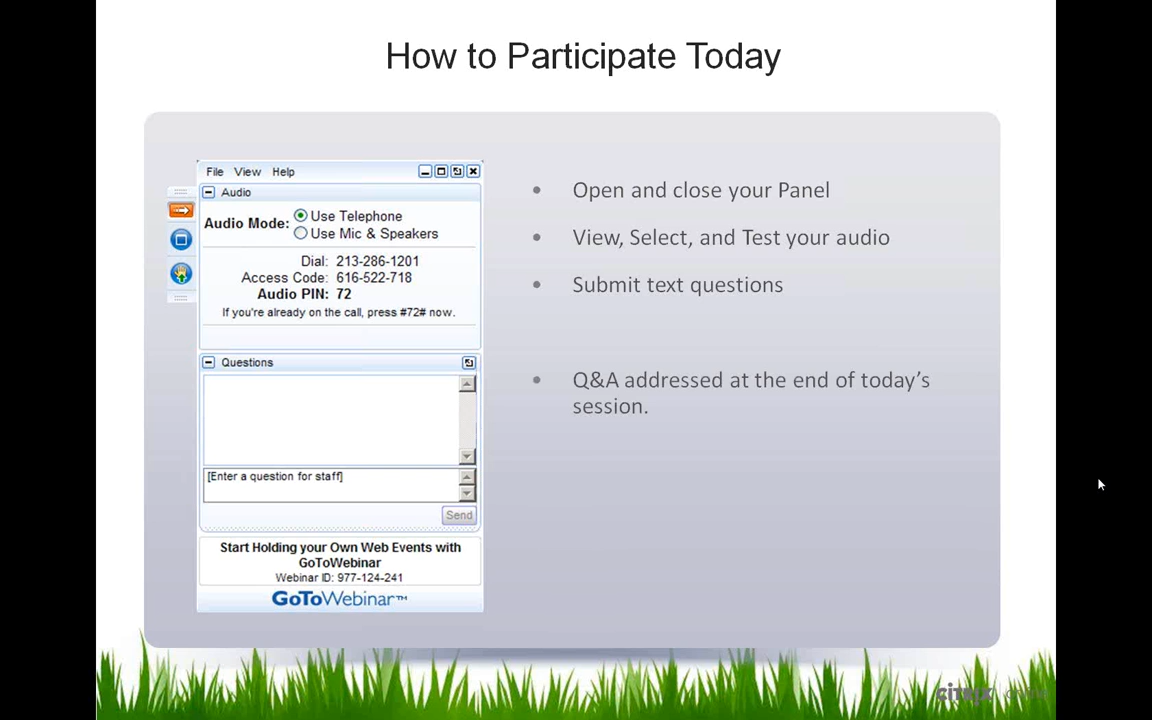 How to Participate Today
File View Help
Audio
Audio Mode: Use Telephone
Use Mic & Speakers
Dial: 213-286-1201
Access Code: 616-522-718
Audio PIN: 72
If you're already on the call, press #72# now.
Questions
[Enter a question for staff]
Send
Start Holding your Own Web Events with
GoToWebinar
Webinar ID: 977-124-241
GoToWebinar™
• Open and close your Panel
• View, Select, and Test your audio
• Submit text questions
• Q&A addressed at the end of today’s
session.
citrix online